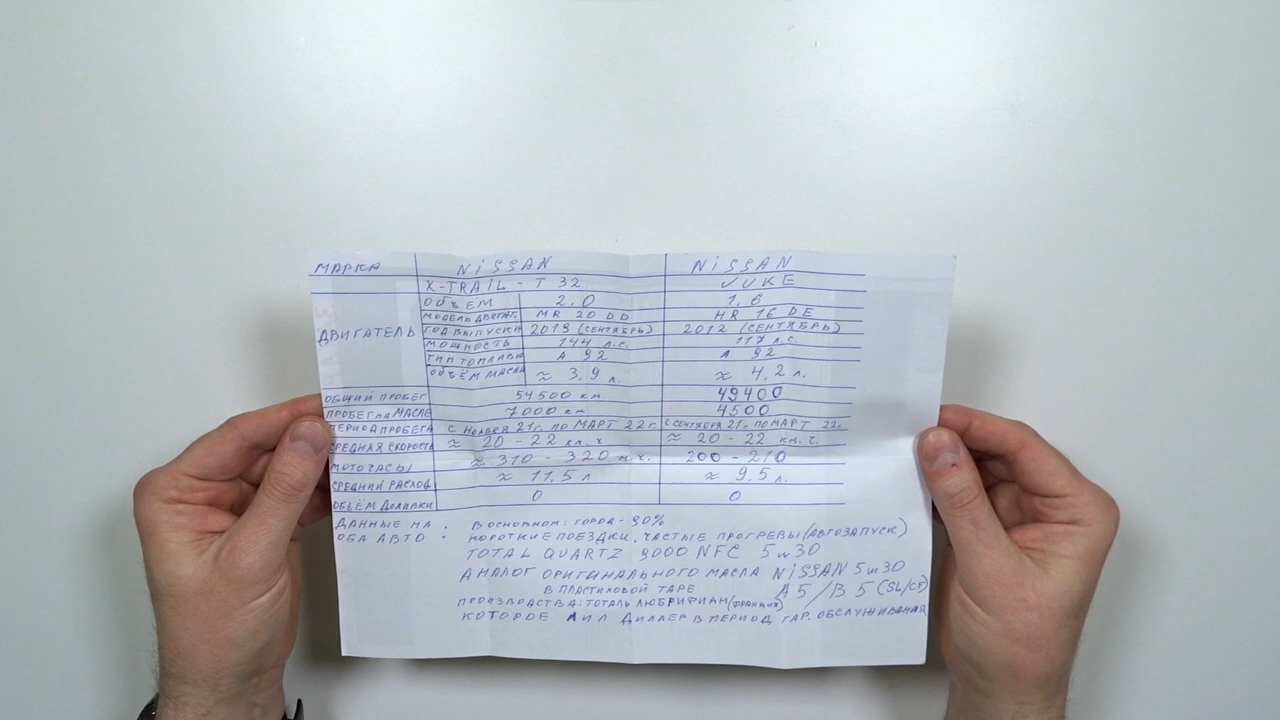 МАРКА NiSSAN NiSSAN
X-TRAIL - T 32 JUKE
ДВИГАТЕЛЬ
ОБЪЕМ 2,0 1,6
МОДЕЛЬ ДВИГАТ. MR 20 DD HR 16 DE
ГОД ВЫПУСКА 2018 (СЕНТЯБРЬ) 2012 (СЕНТЯБРЬ)
МОЩНОСТЬ 144 л.с. 117 л.с.
ТИП ТОПЛИВА А 92 А 92
ОБЪЁМ МАСЛА ≈ 3,9 л. ≈ 4,2 л.
ОБЩИЙ ПРОБЕГ 54500 км 49400
ПРОБЕГ НА МАСЛЕ 7000 км 4500
ПЕРИОД ПРОБЕГА С НОЯБРЯ 21г. ПО МАРТ 22г. С СЕНТЯБРЯ 21г. ПО МАРТ 22г.
СРЕДНЯЯ СКОРОСТЬ ≈ 20 - 22 км.ч ≈ 20 - 22 км.ч.
МОТОЧАСЫ ≈ 310 - 320 м.ч. 200 - 210
СРЕДНИЙ РАСХОД ≈ 11,5 л ≈ 9,5 л.
ОБЪЁМ ДОЛИВКИ 0 0
ДАННЫЕ НА : В ОСНОВНОМ: ГОРОД - 90%
ОБА АВТО : КОРОТКИЕ ПОЕЗДКИ, ЧАСТЫЕ ПРОГРЕВЫ (АВТОЗАПУСК)
TOTAL QUARTZ 9000 NFC 5w30
АНАЛОГ ОРИГИНАЛЬНОГО МАСЛА NiSSAN 5w30
В ПЛАСТИКОВОЙ ТАРЕ А5/В5 (SL/CF)
ПРОИЗВОДСТВА: ТОТАЛЬ ЛЮБРИФИАН (ФРАНЦИЯ)
КОТОРОЕ ЛИЛ ДИЛЛЕР В ПЕРИОД ГАР. ОБСЛУЖИВАНИЯ